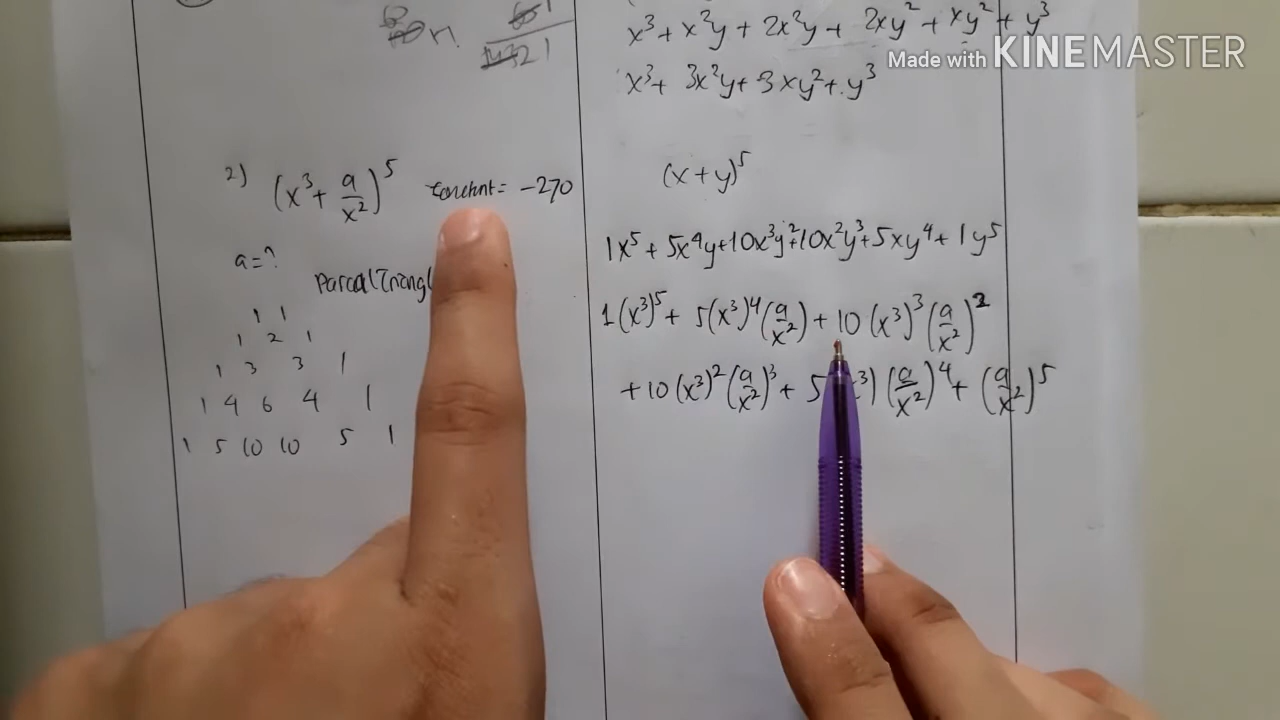 x³ + x²y + 2x²y + 2xy² + xy² + y³
Made with KINEMASTER
x³ + 3x²y + 3xy² + y³
2) (x³ + a/x²)⁵ = -270
(x + y)⁵
1x⁵ + 5x⁴y + 10x³y² + 10x²y³ + 5xy⁴ + 1y⁵
a = ?
1(x³)⁵ + 5(x³)⁴(a/x²) + 10(x³)³(a/x²)²
+ 10(x³)²(a/x²)³ + 5 (a/x²)⁴ + (a/x²)⁵
1 1
1 2 1
1 3 3 1
1 4 6 4 1
1 5 10 10 5 1